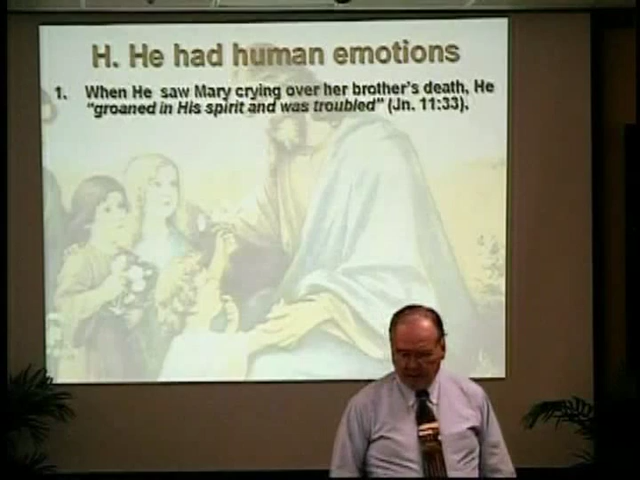 H. He had human emotions
1. When He saw Mary crying over her brother's death, He
"groaned in His spirit and was troubled" (Jn. 11:33).